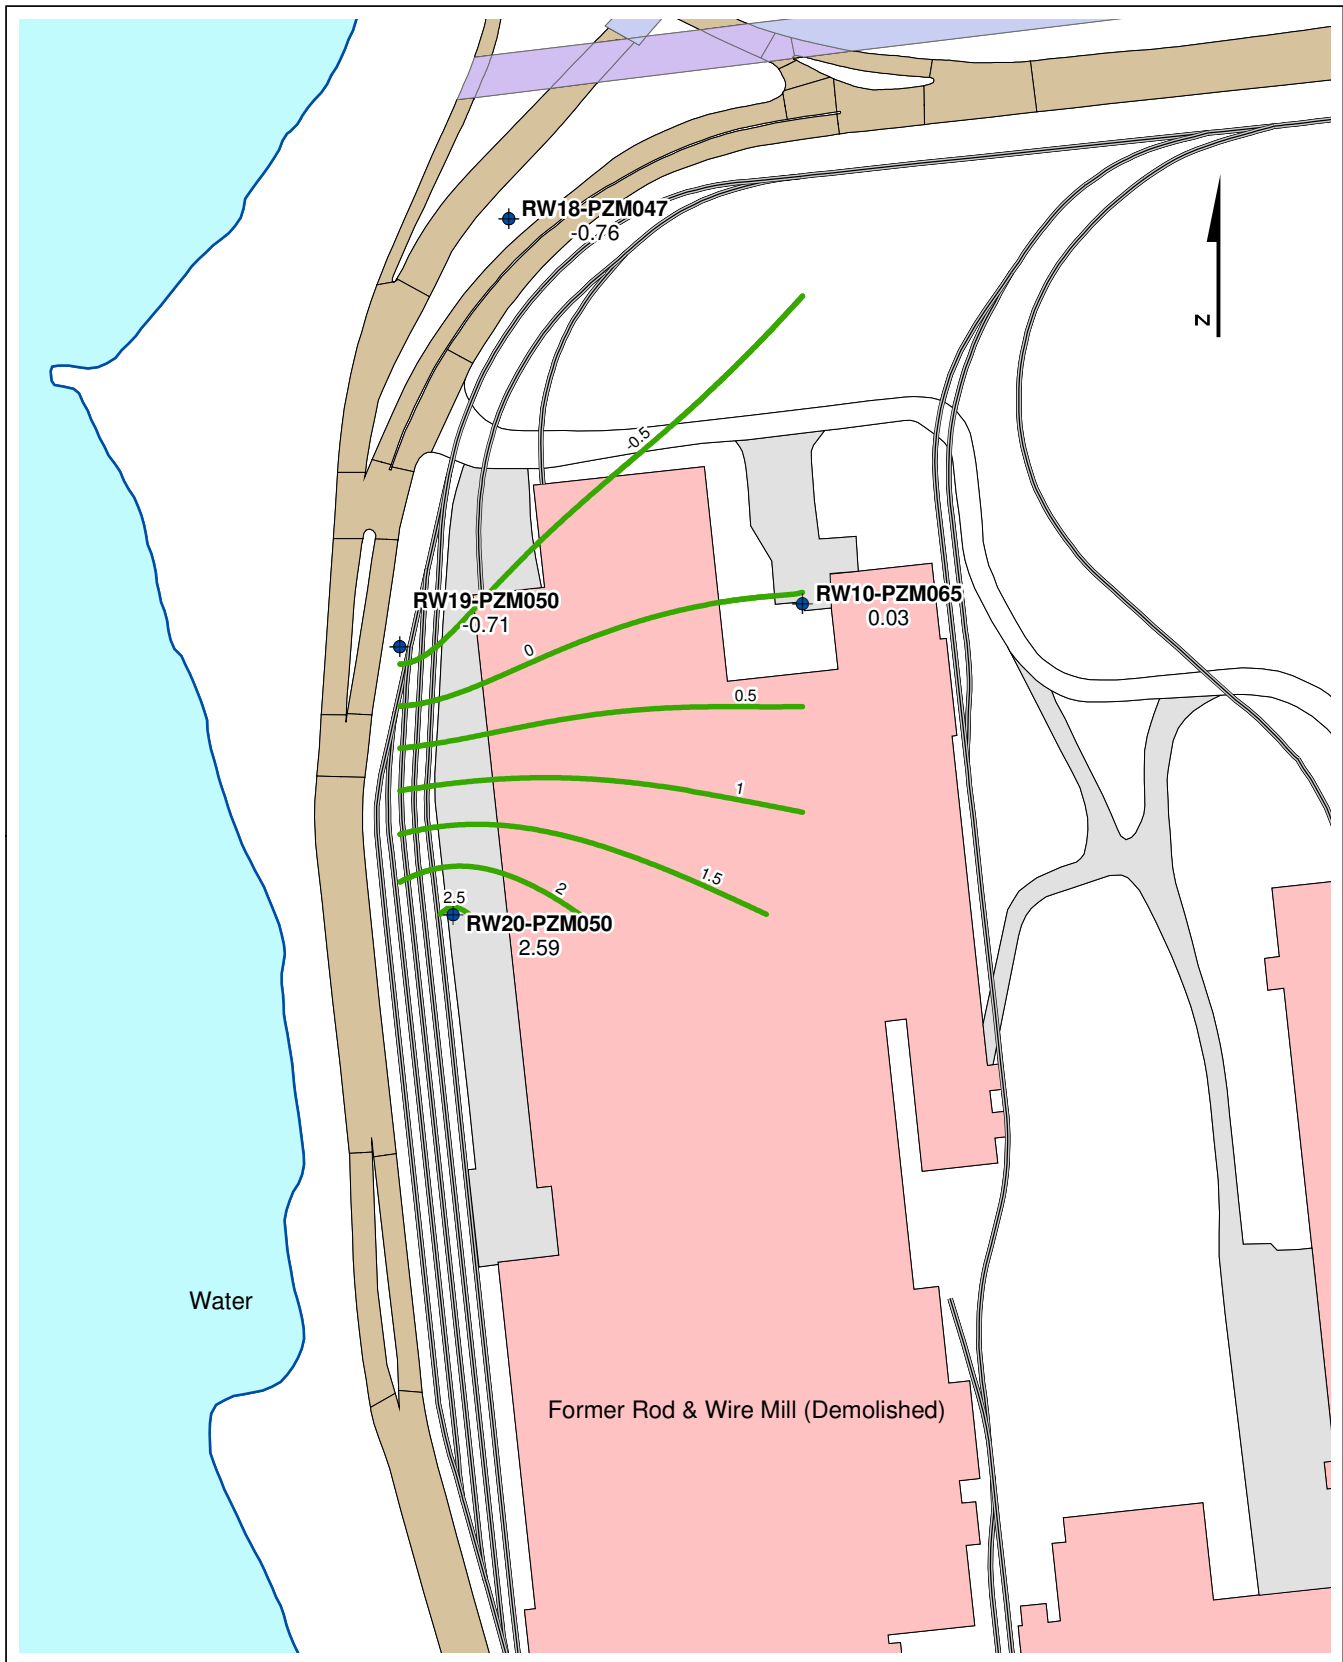 RW18-PZM047
-0.76
N
-0.5
RW19-PZM050
-0.71
RW10-PZM065
0.03
0
0.5
1
1.5
2
2.5
RW20-PZM050
2.59
Water
Former Rod & Wire Mill (Demolished)